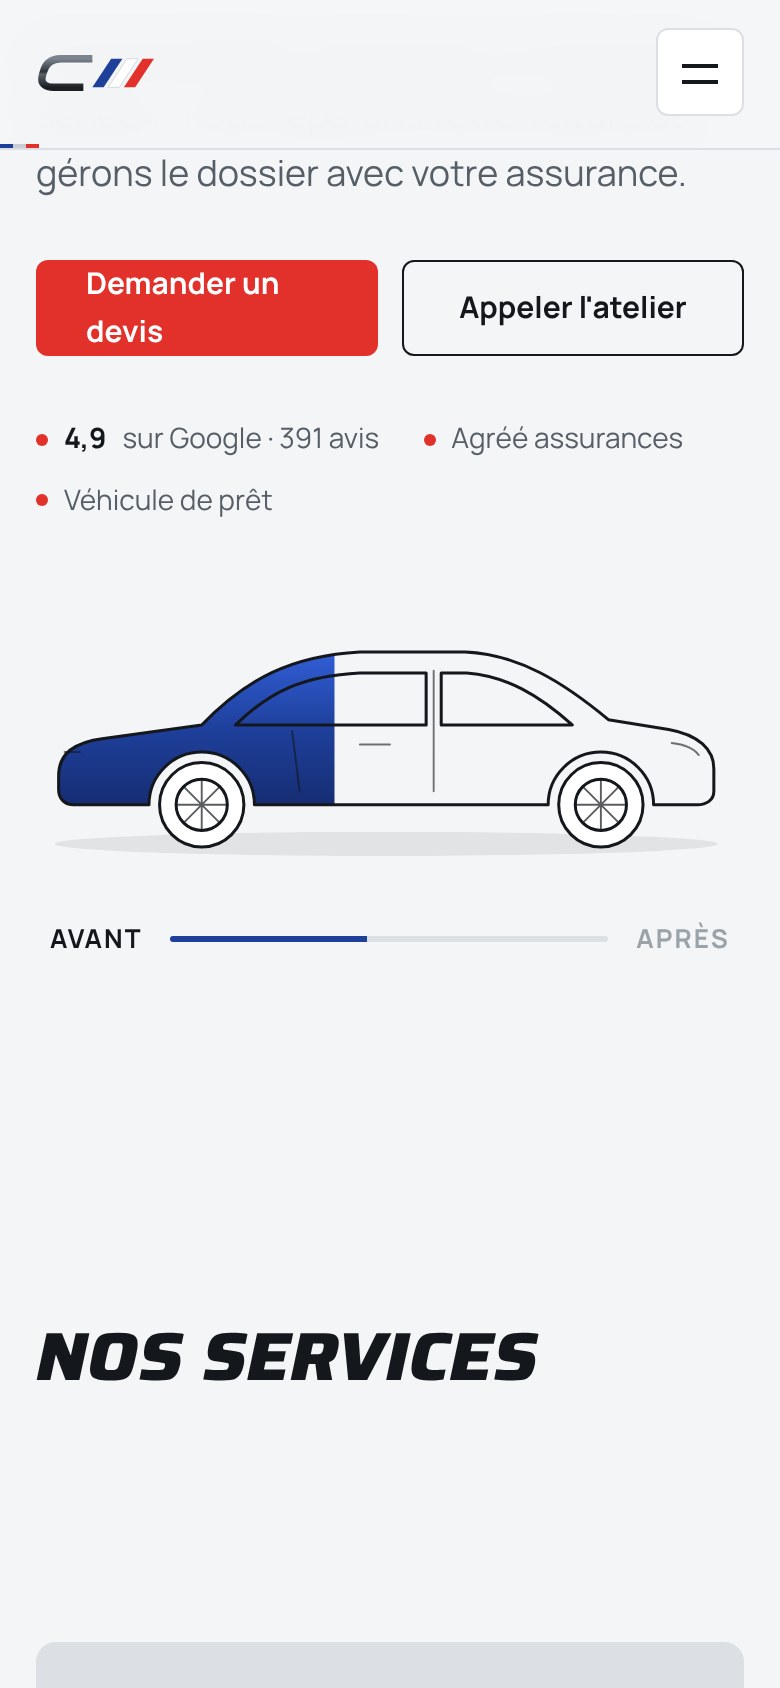 gérons le dossier avec votre assurance.
Demander un
devis
Appeler l'atelier
4,9 sur Google · 391 avis
Agréé assurances
Véhicule de prêt
AVANT
APRÈS
NOS SERVICES